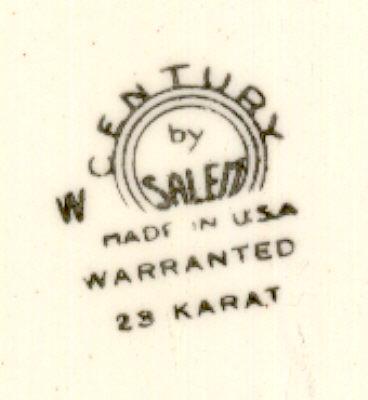 CENTURY
by
SALEM
W
MADE IN U.S.A
WARRANTED
23 KARAT